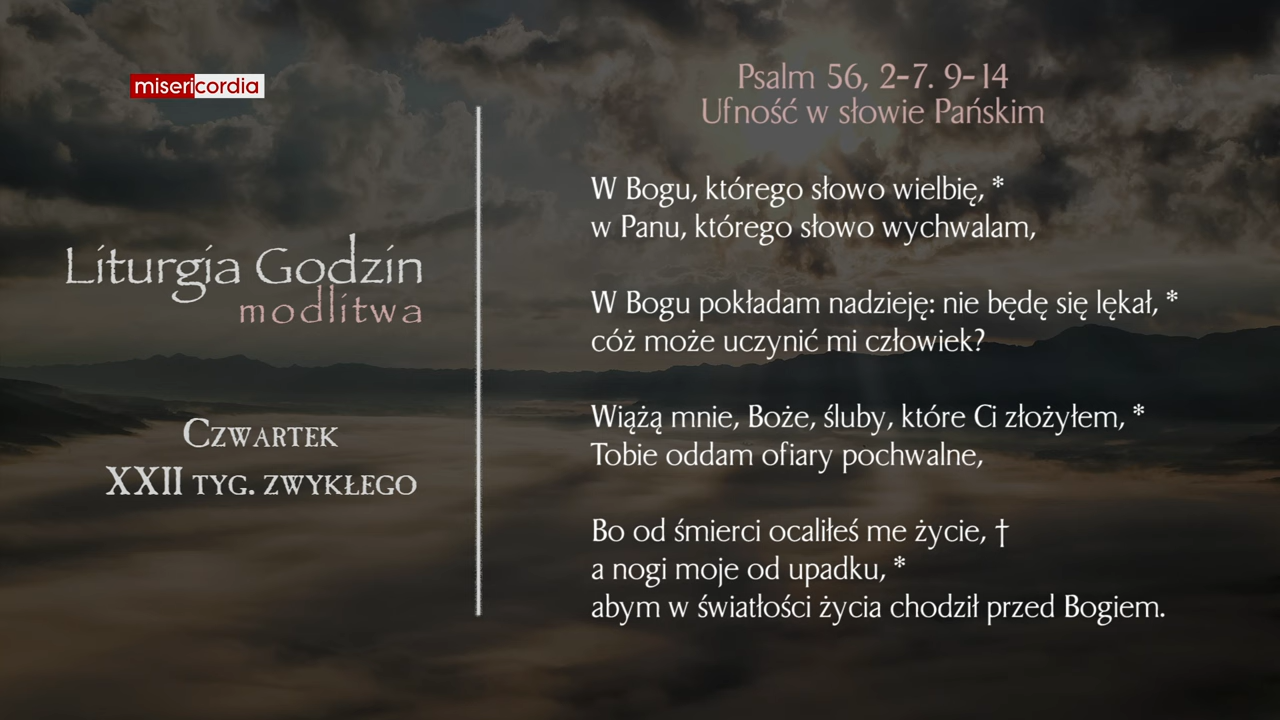 misericordia
Liturgia Godzin
modlitwa
Czwartek
XXII tyg. zwykłego
Psalm 56, 2-7. 9-14
Ufność w słowie Pańskim
W Bogu, którego słowo wielbię, *
w Panu, którego słowo wychwalam,
W Bogu pokładam nadzieję: nie będę się lękał, *
cóż może uczynić mi człowiek?
Wiążą mnie, Boże, śluby, które Ci złożyłem, *
Tobie oddam ofiary pochwalne,
Bo od śmierci ocaliłeś me życie, †
a nogi moje od upadku, *
abym w światłości życia chodził przed Bogiem.